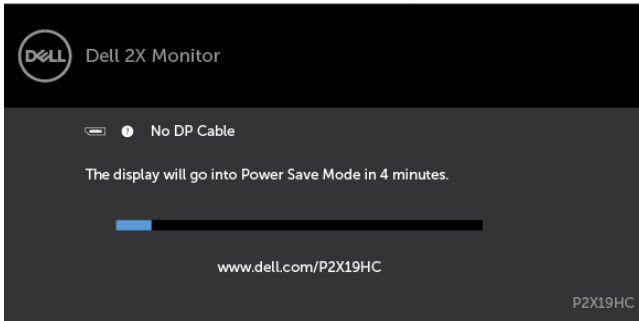 DELL
Dell 2X Monitor
? No DP Cable
The display will go into Power Save Mode in 4 minutes.
www.dell.com/P2X19HC
P2X19HC